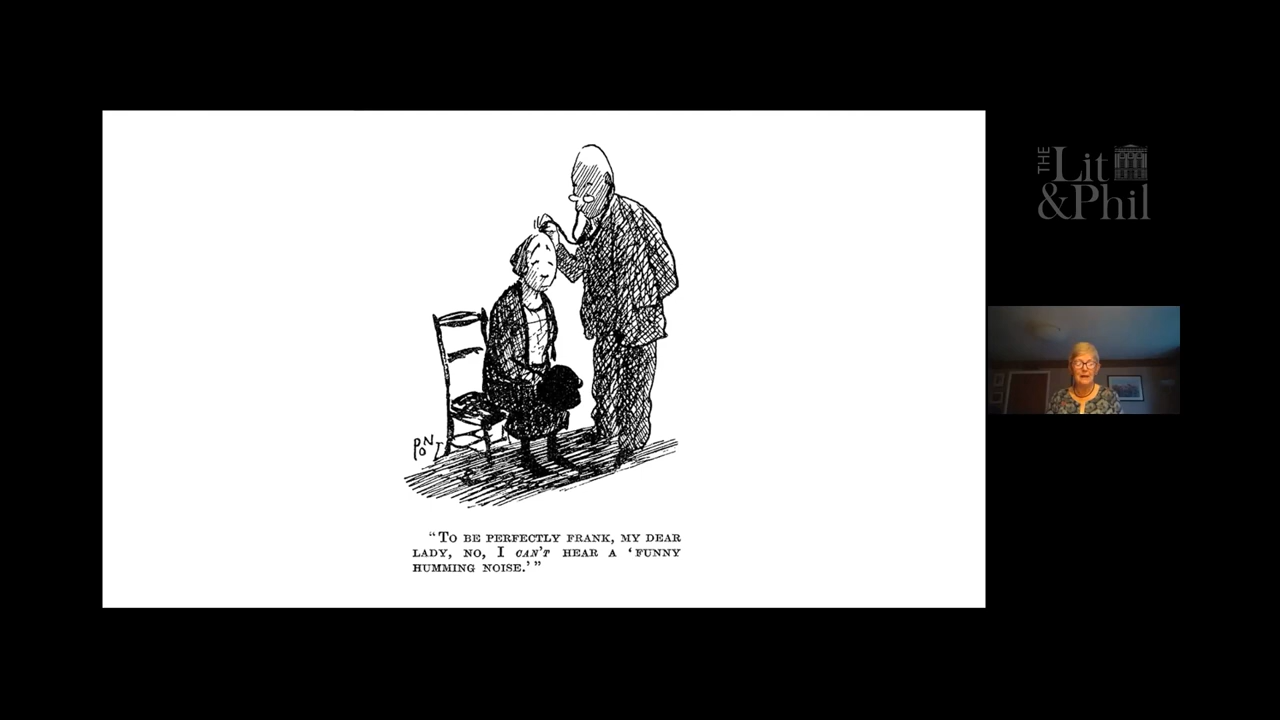 THE
Lit
&Phil
PONT
“TO BE PERFECTLY FRANK, MY DEAR
LADY, NO, I CAN’T HEAR A ‘FUNNY
HUMMING NOISE.’”